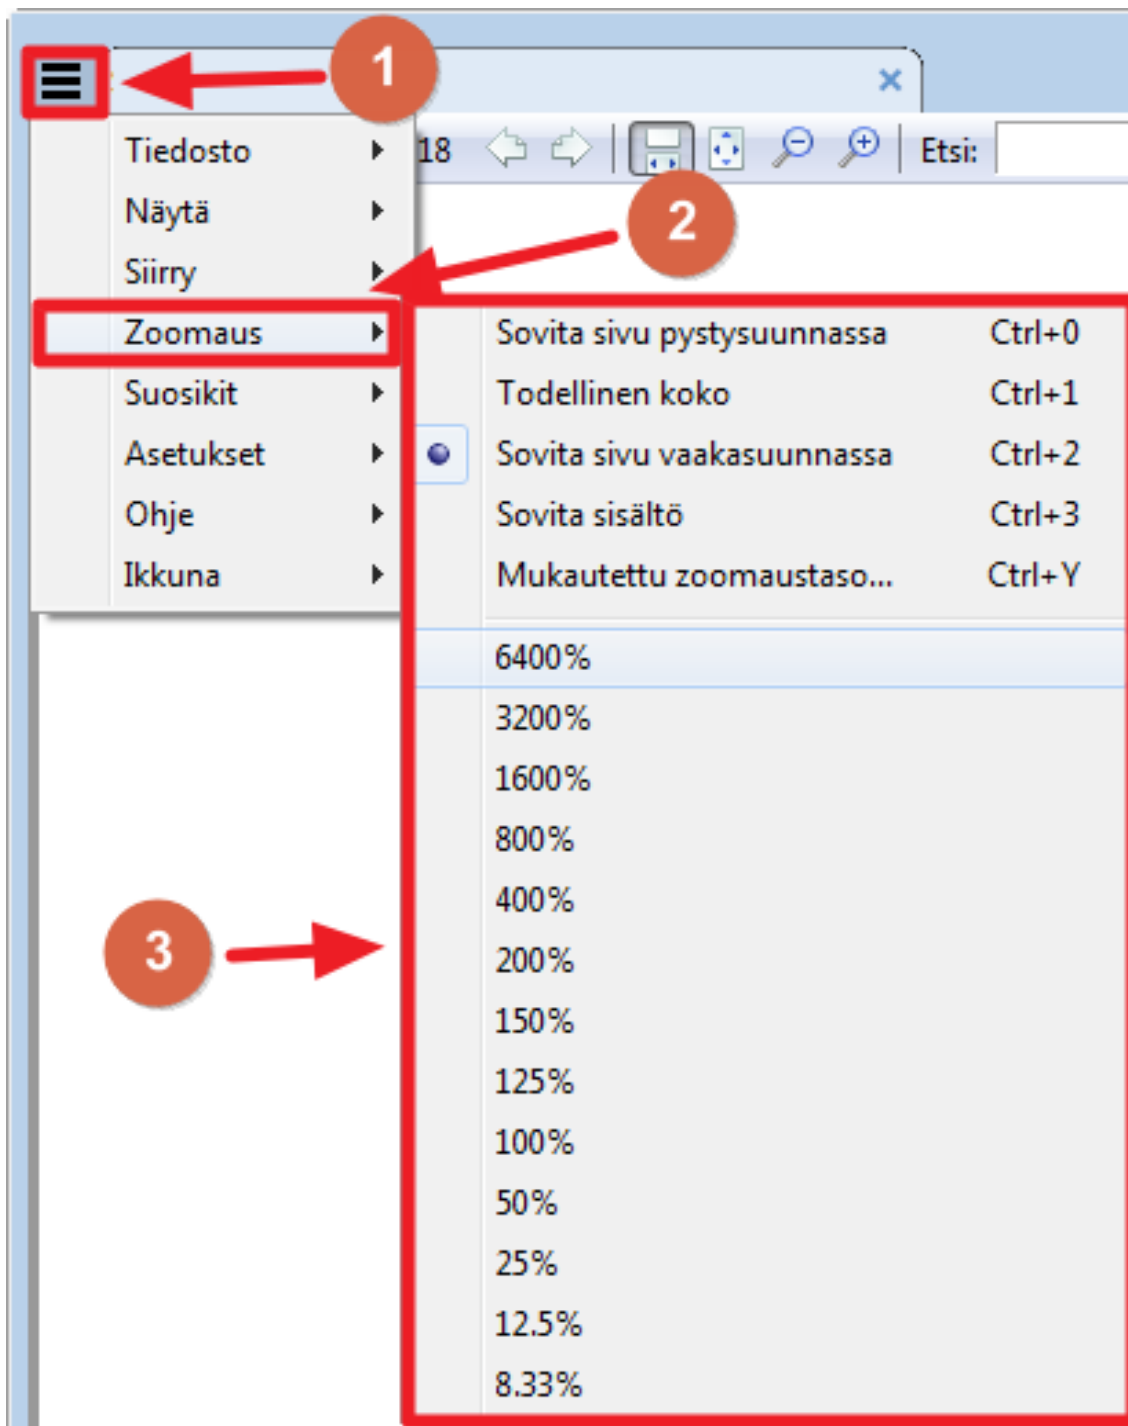 1
Tiedosto
18
Etsi:
Näytä
2
Siirry
Zoomaus
Suosikit
Asetukset
Ohje
Ikkuna
Sovita sivu pystysuunnassa Ctrl+0
Todellinen koko Ctrl+1
Sovita sivu vaakasuunnassa Ctrl+2
Sovita sisältö Ctrl+3
Mukautettu zoomaustaso... Ctrl+Y
6400%
3200%
1600%
800%
400%
3
200%
150%
125%
100%
50%
25%
12.5%
8.33%